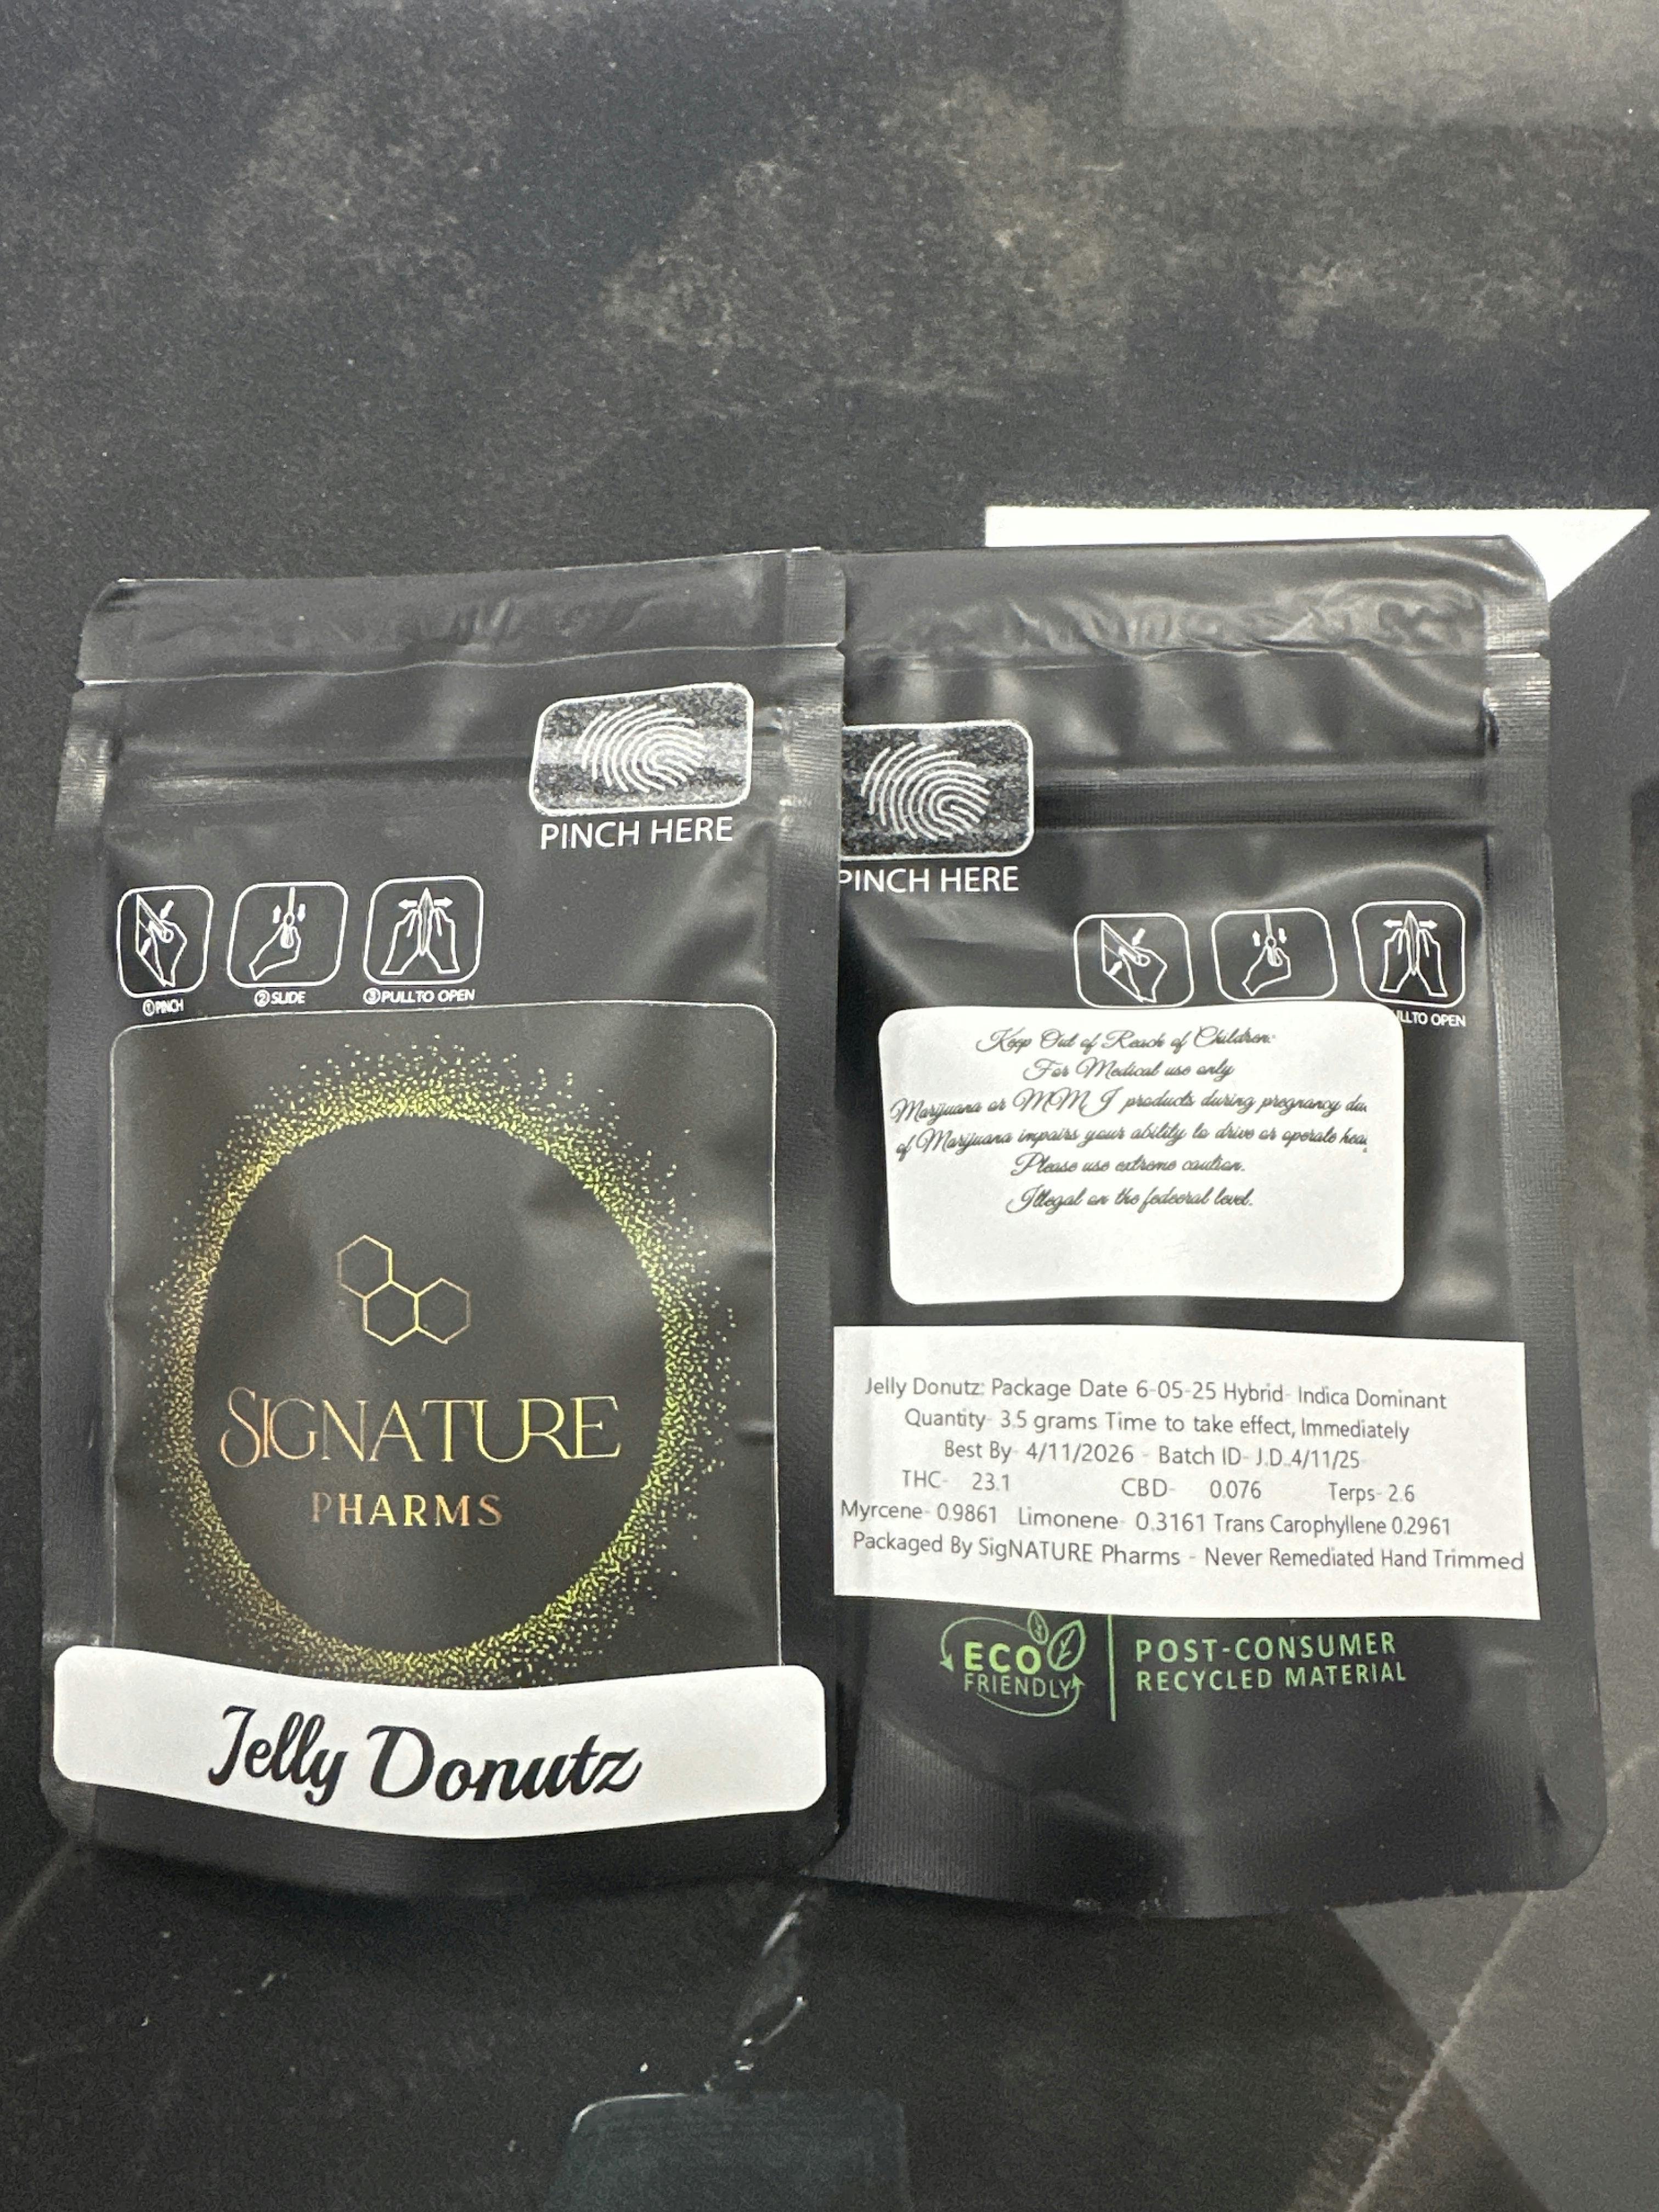 PINCH HERE
①PINCH
②SLIDE
③PULL TO OPEN
SIGNATURE
PHARMS
Jelly Donutz
PINCH HERE
LLTO OPEN
Keep Out of Reach of Children:
For Medical use only
Marijuana or MMJ products during pregnancy da
of Marijuana impairs your ability to drive or operate hea
Please use extreme caution.
Illegal on the fedeeral level.
Jelly Donutz: Package Date 6-05-25 Hybrid- Indica Dominant
Quantity- 3.5 grams Time to take effect, Immediately
Best By- 4/11/2026 - Batch ID- J.D..4/11/25
THC- 23.1 CBD- 0.076 Terps- 2.6
Myrcene- 0.9861 Limonene- 0.3161 Trans Carophyllene 0.2961
Packaged By SigNATURE Pharms - Never Remediated Hand Trimmed
ECO
FRIENDLY
POST-CONSUMER
RECYCLED MATERIAL